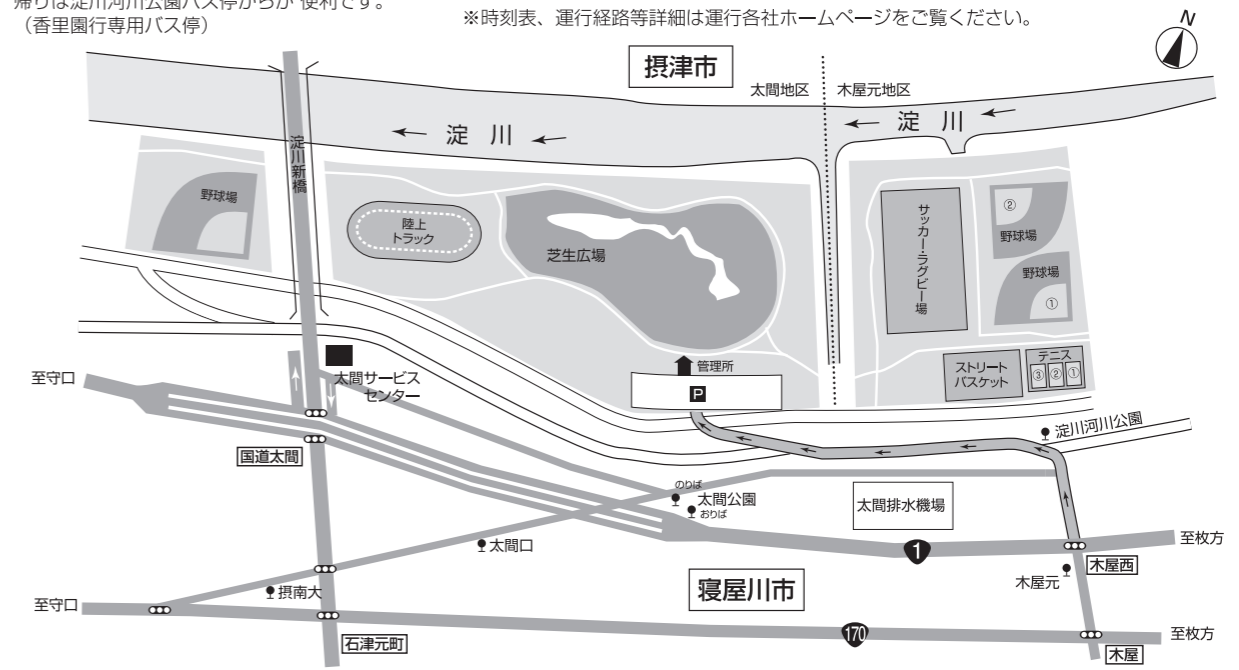 帰りは淀川河川公園バス停からが 便利です。
（香里園行専用バス停）
※時刻表、運行経路等詳細は運行各社ホームページをご覧ください。
N
摂津市
太間地区
木屋元地区
淀 川
淀 川
淀川新橋
野球場
陸上
トラック
芝生広場
サッカー・ラグビー場
②
野球場
野球場
①
管理所
P
ストリート
バスケット
テニス
③ ② ①
至守口
太間サービス
センター
淀川河川公園
国道太間
のりば
太間公園
おりば
太間排水機場
太間口
1
至枚方
木屋西
木屋元
摂南大
寝屋川市
至守口
石津元町
170
至枚方
木屋